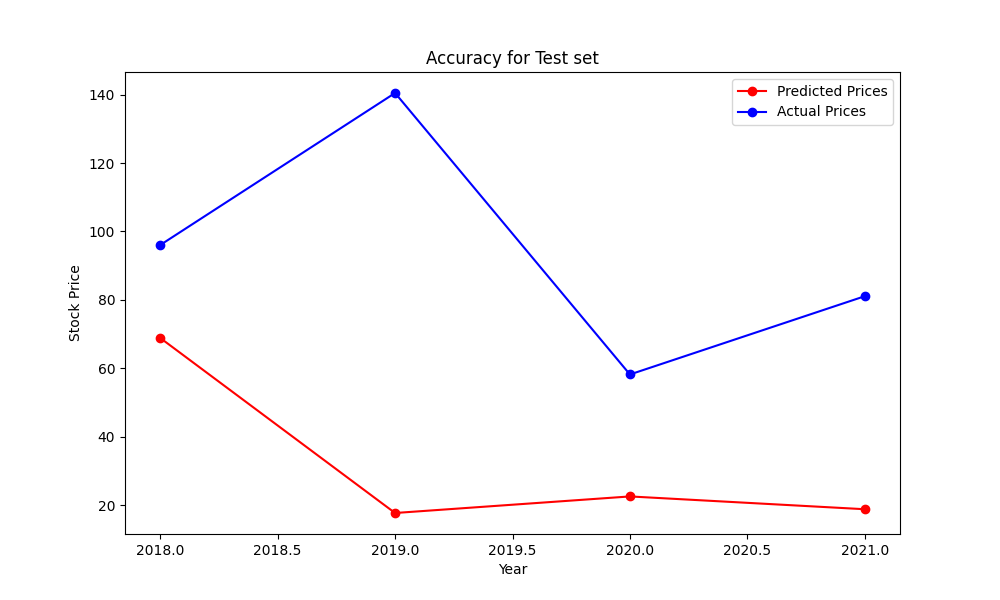 Accuracy for Test set
Predicted Prices
Actual Prices
140
120
100
80
60
40
20
Stock Price
2018.0 2018.5 2019.0 2019.5 2020.0 2020.5 2021.0
Year